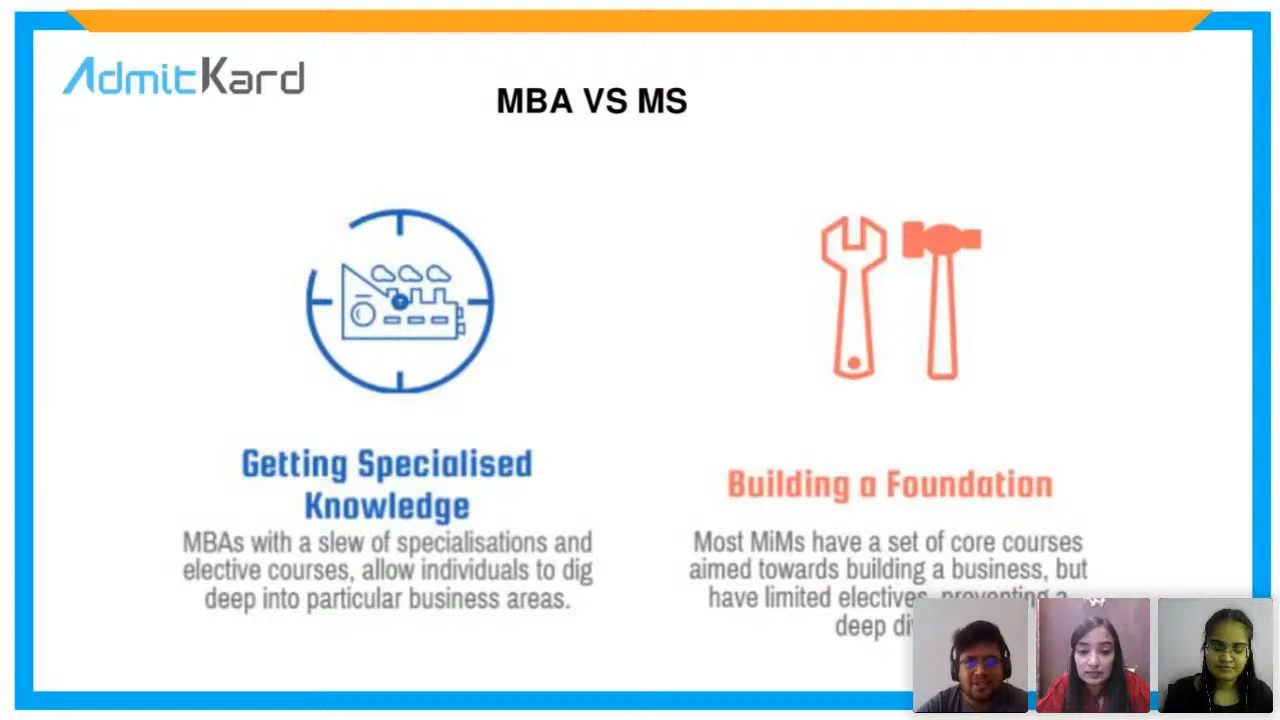 AdmitKard
MBA VS MS
Getting Specialised
Knowledge
MBAs with a slew of specialisations and
elective courses, allow individuals to dig
deep into particular business areas.
Building a Foundation
Most MiMs have a set of core courses
aimed towards building a business, but
have limited electives, preventing a
deep